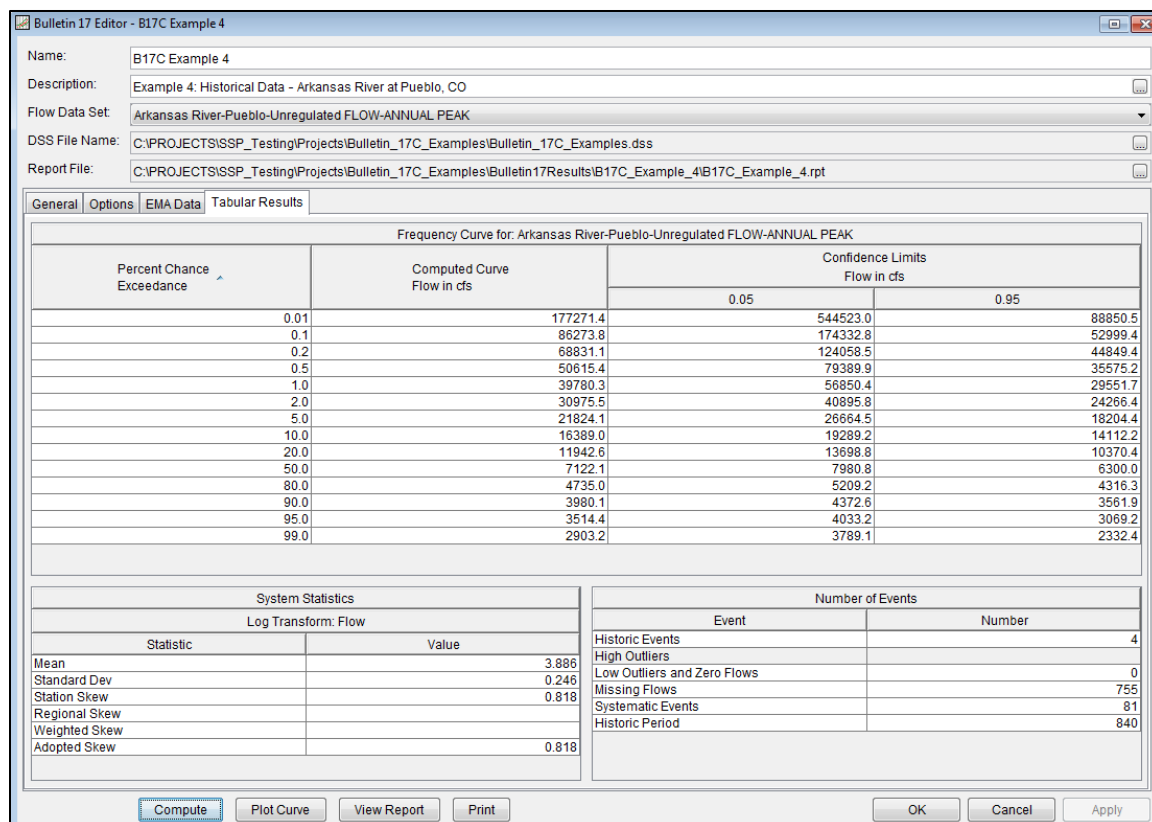 Bulletin 17 Editor - B17C Example 4
Name: B17C Example 4
Description: Example 4: Historical Data - Arkansas River at Pueblo, CO ...
Flow Data Set: Arkansas River-Pueblo-Unregulated FLOW-ANNUAL PEAK
DSS File Name: C:\PROJECTS\SSP_Testing\Projects\Bulletin_17C_Examples\Bulletin_17C_Examples.dss ...
Report File: C:\PROJECTS\SSP_Testing\Projects\Bulletin_17C_Examples\Bulletin17Results\B17C_Example_4\B17C_Example_4.rpt ...
General Options EMA Data Tabular Results
Frequency Curve for: Arkansas River-Pueblo-Unregulated FLOW-ANNUAL PEAK
Percent Chance Exceedance Computed Curve Flow in cfs Confidence Limits Flow in cfs
0.05 0.95
0.01 177271.4 544523.0 88850.5
0.1 86273.8 174332.8 52999.4
0.2 68831.1 124058.5 44849.4
0.5 50615.4 79389.9 35575.2
1.0 39780.3 56850.4 29551.7
2.0 30975.5 40895.8 24266.4
5.0 21824.1 26664.5 18204.4
10.0 16389.0 19289.2 14112.2
20.0 11942.6 13698.8 10370.4
50.0 7122.1 7980.8 6300.0
80.0 4735.0 5209.2 4316.3
90.0 3980.1 4372.6 3561.9
95.0 3514.4 4033.2 3069.2
99.0 2903.2 3789.1 2332.4
System Statistics
Log Transform: Flow
Statistic Value
Mean 3.886
Standard Dev 0.246
Station Skew 0.818
Regional Skew
Weighted Skew
Adopted Skew 0.818
Number of Events
Event Number
Historic Events 4
High Outliers
Low Outliers and Zero Flows 0
Missing Flows 755
Systematic Events 81
Historic Period 840
Compute Plot Curve View Report Print OK Cancel Apply